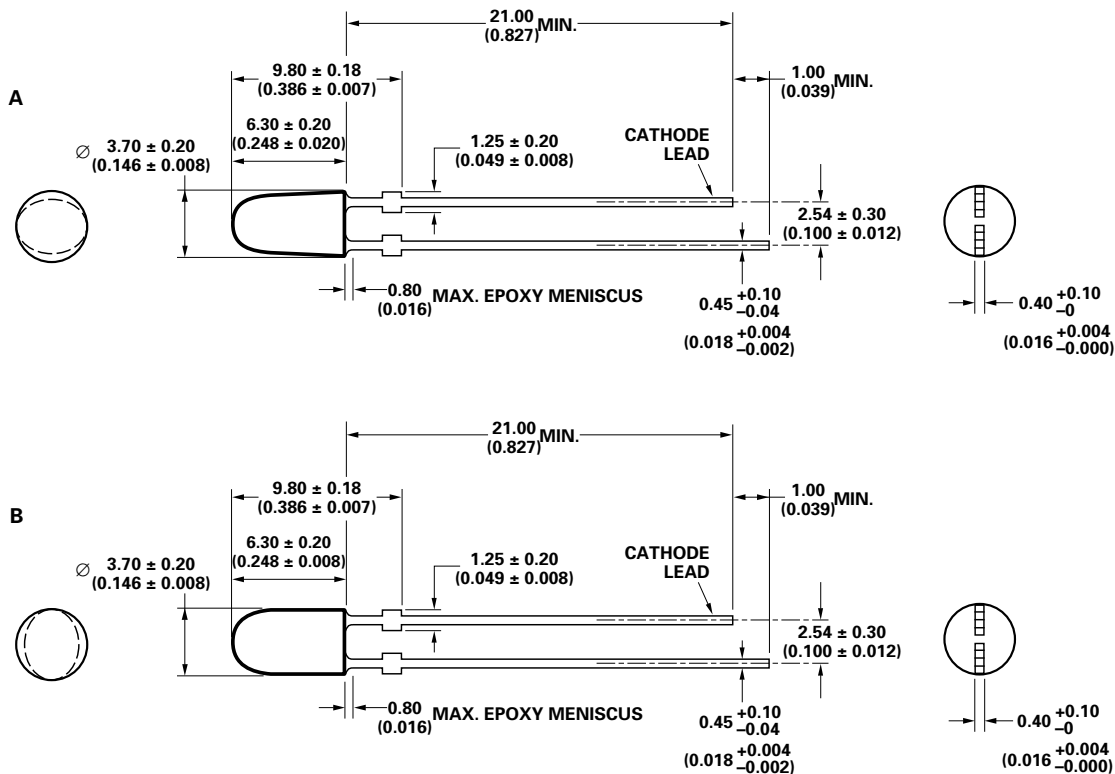 21.00
(0.827) MIN.
9.80 ± 0.18
(0.386 ± 0.007)
1.00
(0.039) MIN.
A
6.30 ± 0.20
(0.248 ± 0.020)
1.25 ± 0.20
(0.049 ± 0.008)
CATHODE
LEAD
∅ 3.70 ± 0.20
(0.146 ± 0.008)
2.54 ± 0.30
(0.100 ± 0.012)
0.80
(0.016) MAX. EPOXY MENISCUS
0.45 +0.10
–0.04
(0.018 +0.004
–0.002)
0.40 +0.10
–0
(0.016 +0.004
–0.000)
21.00
(0.827) MIN.
9.80 ± 0.18
(0.386 ± 0.007)
1.00
(0.039) MIN.
B
6.30 ± 0.20
(0.248 ± 0.008)
1.25 ± 0.20
(0.049 ± 0.008)
CATHODE
LEAD
∅ 3.70 ± 0.20
(0.146 ± 0.008)
2.54 ± 0.30
(0.100 ± 0.012)
0.80
(0.016) MAX. EPOXY MENISCUS
0.45 +0.10
–0.04
(0.018 +0.004
–0.002)
0.40 +0.10
–0
(0.016 +0.004
–0.000)